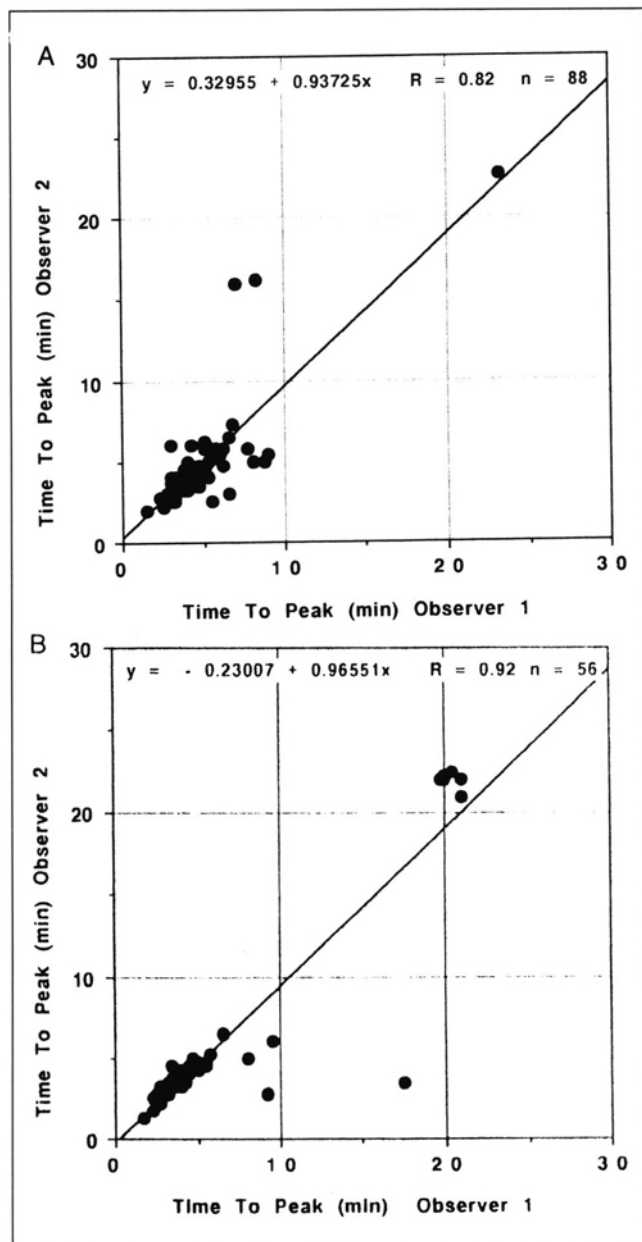 A
y = 0.32955 + 0.93725x R = 0.82 n = 88
30
20
10
0
Time To Peak (min) Observer 2
0 10 20 30
Time To Peak (min) Observer 1
B
y = - 0.23007 + 0.96551x R = 0.92 n = 56
30
20
10
0
Time To Peak (min) Observer 2
0 10 20 30
Time To Peak (min) Observer 1